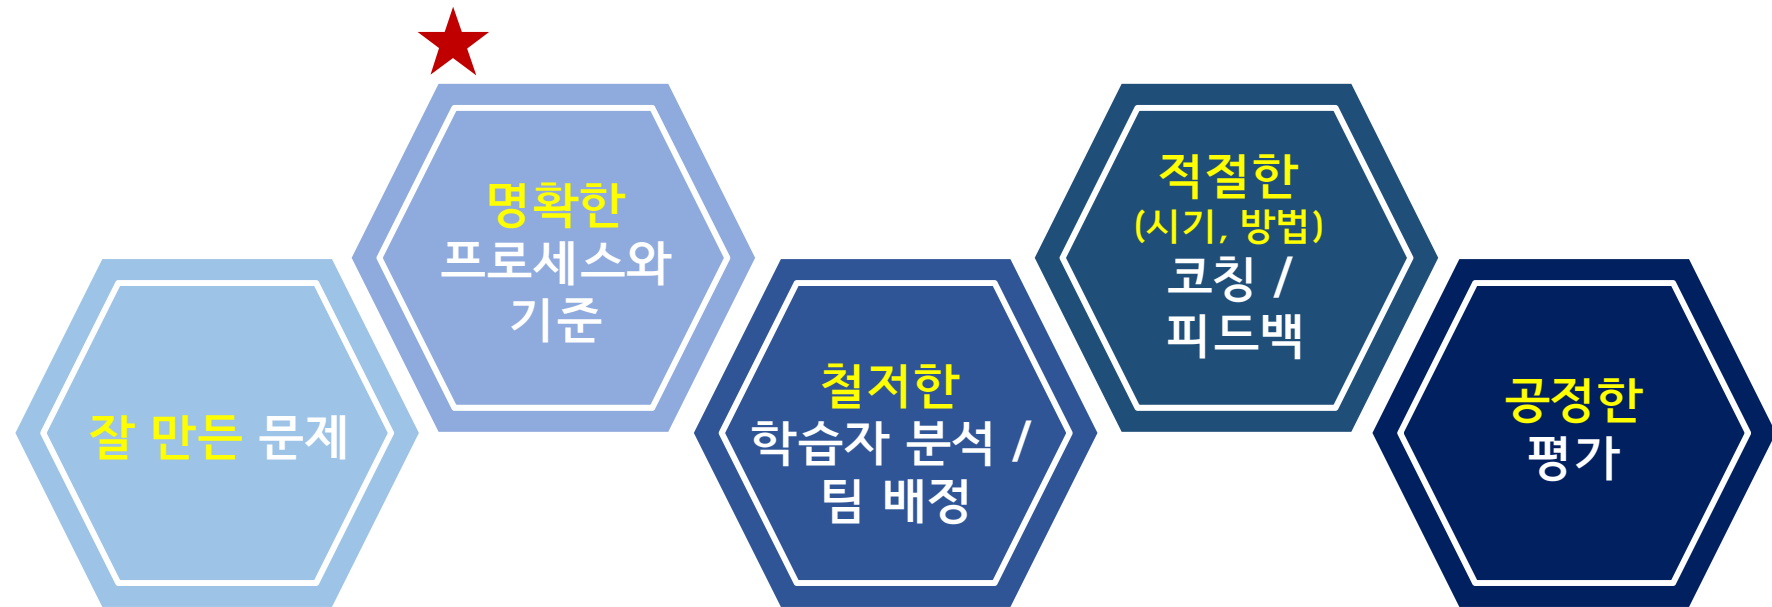 잘 만든 문제
명확한
프로세스와
기준
철저한
학습자 분석 /
팀 배정
적절한
(시기, 방법)
코칭 /
피드백
공정한
평가